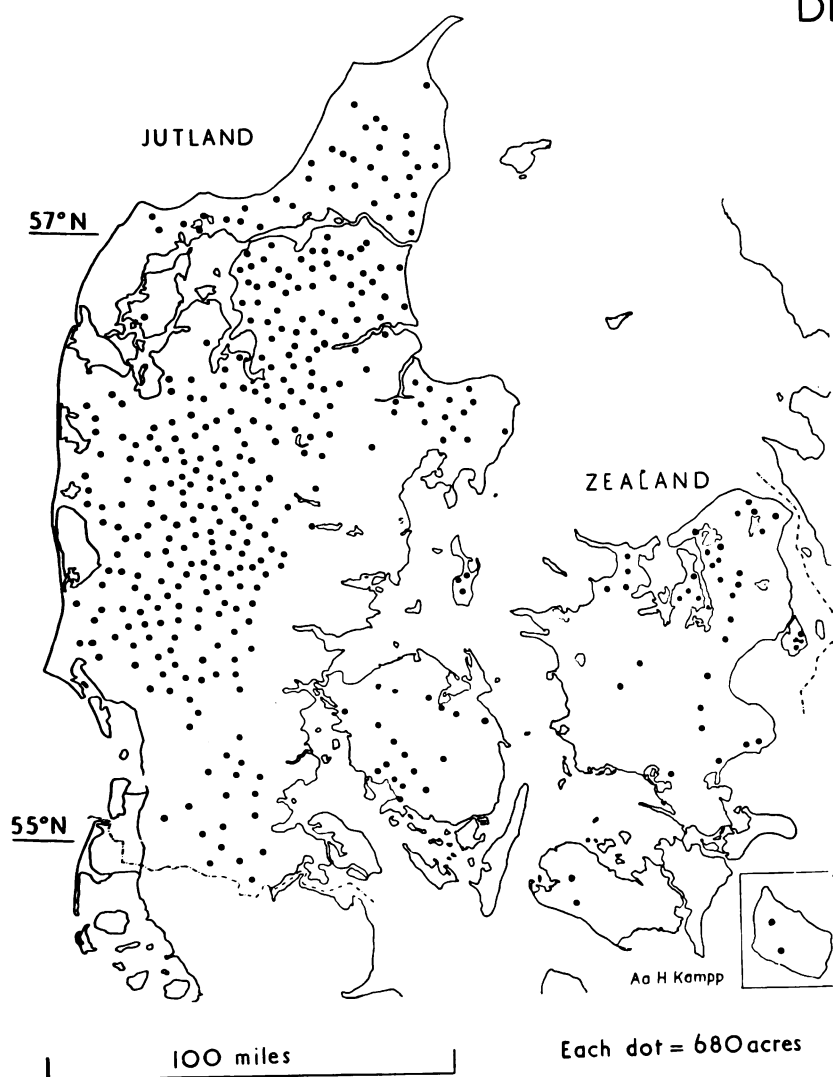 JUTLAND
57°N
ZEALAND
55°N
Aa H Kampp
100 miles
Each dot = 680 acres